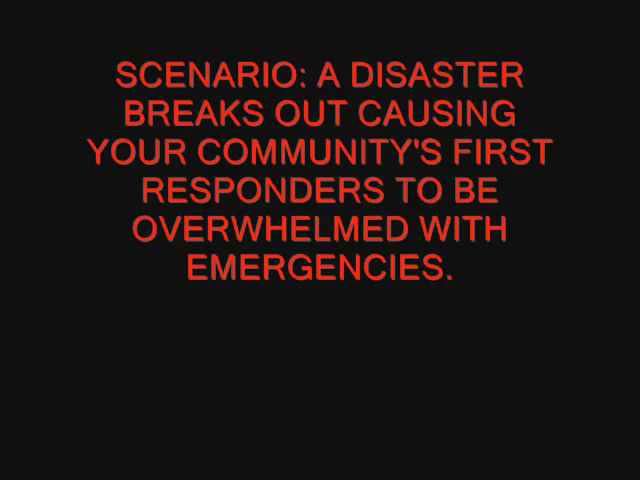 SCENARIO: A DISASTER
BREAKS OUT CAUSING
YOUR COMMUNITY'S FIRST
RESPONDERS TO BE
OVERWHELMED WITH
EMERGENCIES.